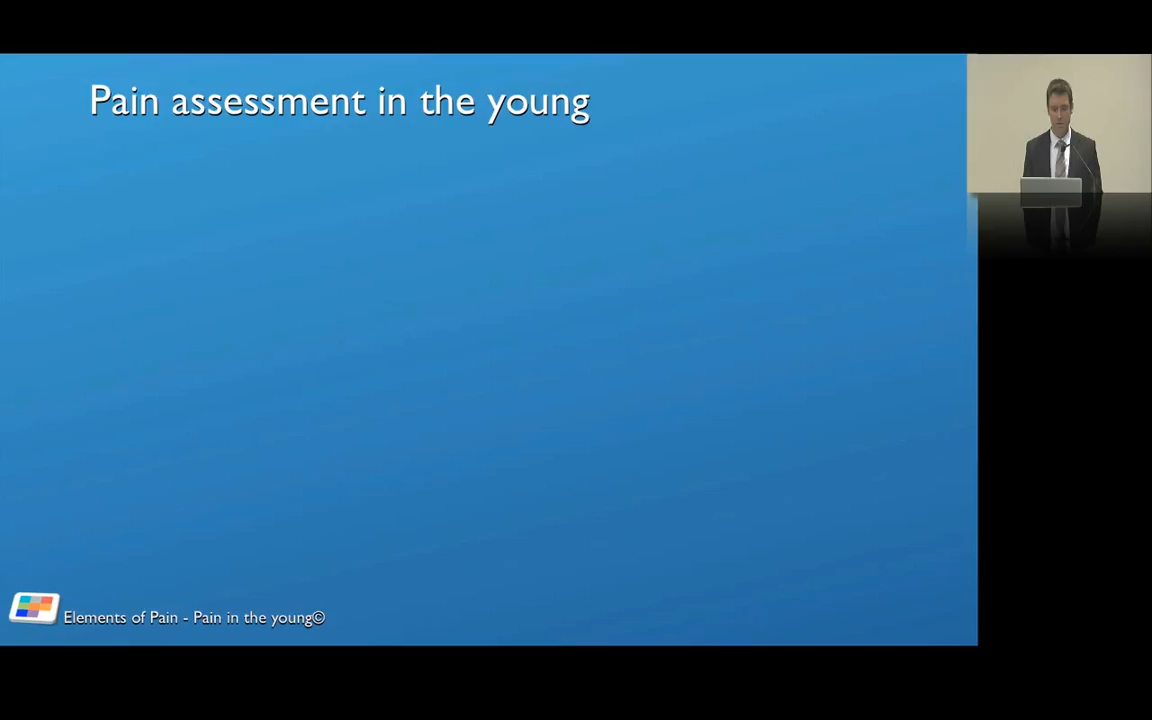 Pain assessment in the young
Elements of Pain - Pain in the young©